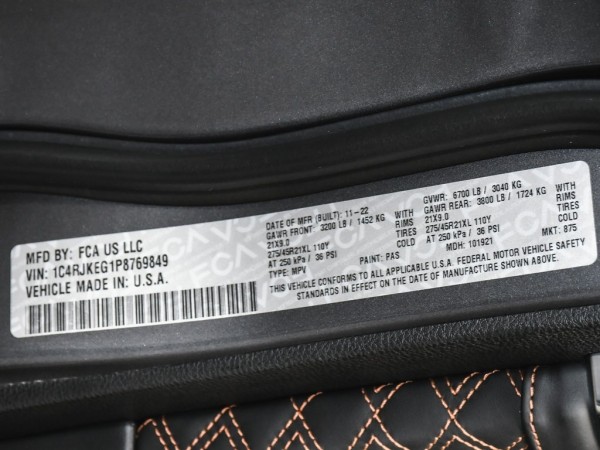 MFD BY: FCA US LLC
VIN: 1C4RJKEG1P8769849
VEHICLE MADE IN: U.S.A.
DATE OF MFR (BUILT): 11-22
GVWR: 6700 LB / 3040 KG
GAWR FRONT: 3200 LB / 1452 KG WITH
GAWR REAR: 3800 LB / 1724 KG WITH
21X9.0 RIMS
21X9.0 RIMS
275/45R21XL 110Y TIRES
275/45R21XL 110Y TIRES
AT 250 kPa / 36 PSI COLD
AT 250 kPa / 36 PSI COLD
TYPE: MPV PAINT: PAS MDH: 101921 MKT: 875
THIS VEHICLE CONFORMS TO ALL APPLICABLE U.S.A. FEDERAL MOTOR VEHICLE SAFETY
STANDARDS IN EFFECT ON THE DATE OF MANUFACTURE SHOWN ABOVE.